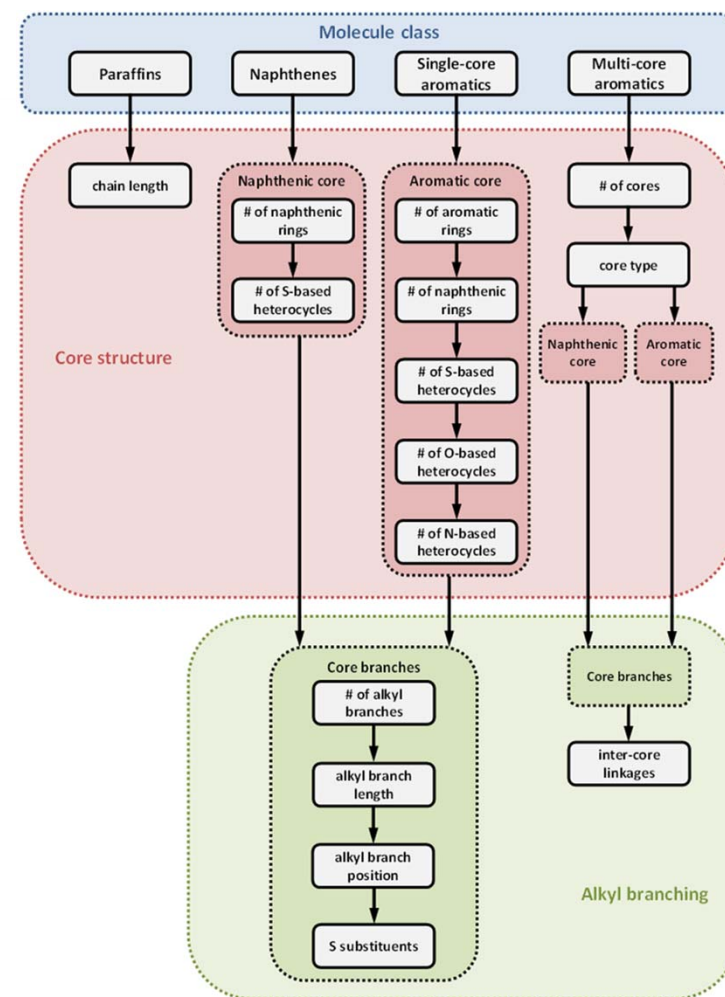 Molecule class
Paraffins
Naphthenes
Single-core
aromatics
Multi-core
aromatics
chain length
Naphthenic core
# of naphthenic
rings
# of S-based
heterocycles
Aromatic core
# of aromatic
rings
# of naphthenic
rings
# of S-based
heterocycles
# of O-based
heterocycles
# of N-based
heterocycles
# of cores
core type
Naphthenic
core
Aromatic
core
Core structure
Core branches
# of alkyl
branches
alkyl branch
length
alkyl branch
position
S substituents
Core branches
inter-core
linkages
Alkyl branching